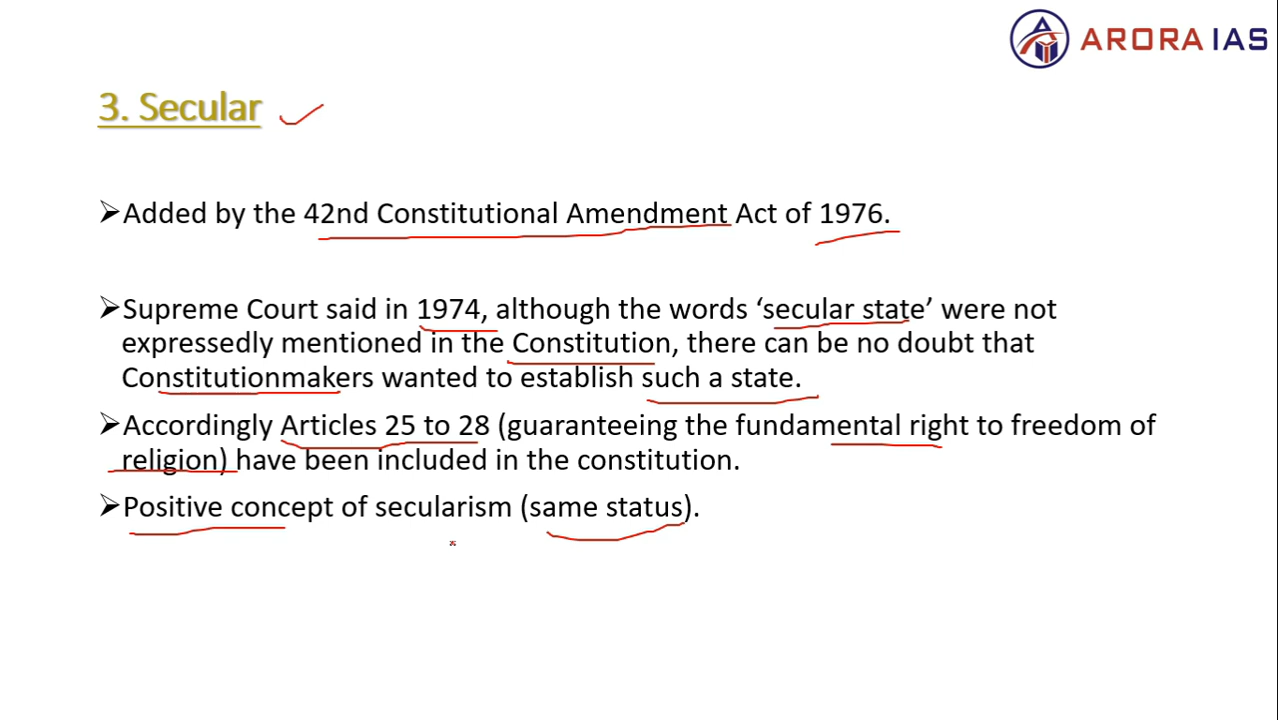 ARORA IAS
3. Secular
➢Added by the 42nd Constitutional Amendment Act of 1976.
➢Supreme Court said in 1974, although the words ‘secular state’ were not
expressedly mentioned in the Constitution, there can be no doubt that
Constitutionmakers wanted to establish such a state.
➢Accordingly Articles 25 to 28 (guaranteeing the fundamental right to freedom of
religion) have been included in the constitution.
➢Positive concept of secularism (same status).